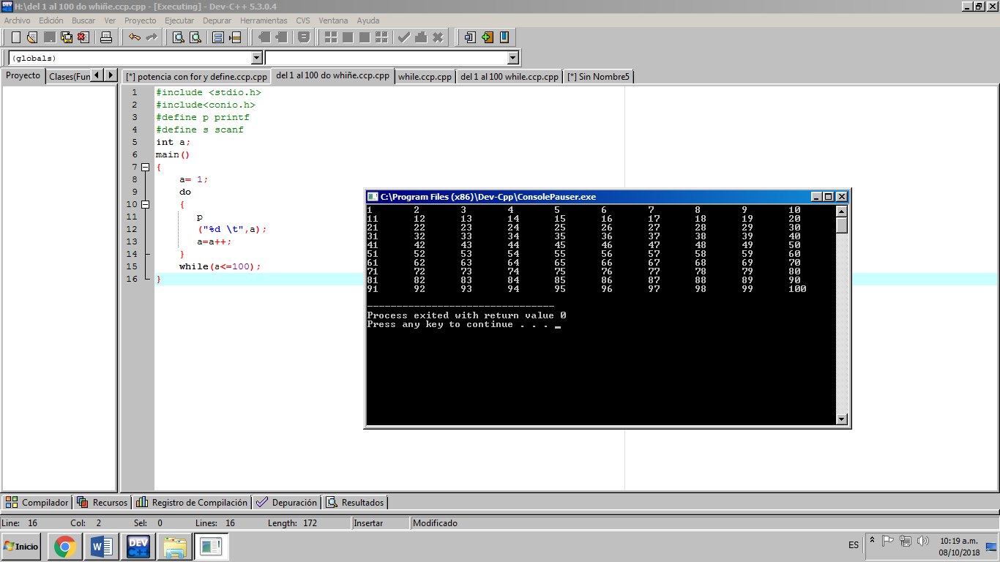 H:\del 1 al 100 do whiñe.ccp.cpp - [Executing] - Dev-C++ 5.3.0.4
Archivo Edición Buscar Ver Proyecto Ejecutar Depurar Herramientas CVS Ventana Ayuda
(globals)
Proyecto Clases(Fun
[*] potencia con for y define.ccp.cpp del 1 al 100 do whiñe.ccp.cpp while.ccp.cpp del 1 al 100 while.ccp.cpp [*] Sin Nombre5
1 #include <stdio.h>
2 #include<conio.h>
3 #define p printf
4 #define s scanf
5 int a;
6 main()
7 {
8 a= 1;
9 do
10 {
11 p
12 ("%d \t",a);
13 a=a++;
14 }
15 while(a<=100);
16 }
C:\Program Files (x86)\Dev-Cpp\ConsolePauser.exe
1 2 3 4 5 6 7 8 9 10
11 12 13 14 15 16 17 18 19 20
21 22 23 24 25 26 27 28 29 30
31 32 33 34 35 36 37 38 39 40
41 42 43 44 45 46 47 48 49 50
51 52 53 54 55 56 57 58 59 60
61 62 63 64 65 66 67 68 69 70
71 72 73 74 75 76 77 78 79 80
81 82 83 84 85 86 87 88 89 90
91 92 93 94 95 96 97 98 99 100
--------------------------------
Process exited with return value 0
Press any key to continue . . . _
Compilador Recursos Registro de Compilación Depuración Resultados
Line: 16 Col: 2 Sel: 0 Lines: 16 Length: 172 Insertar Modificado
Inicio
W
DEV C++
ES
10:19 a.m.
08/10/2018